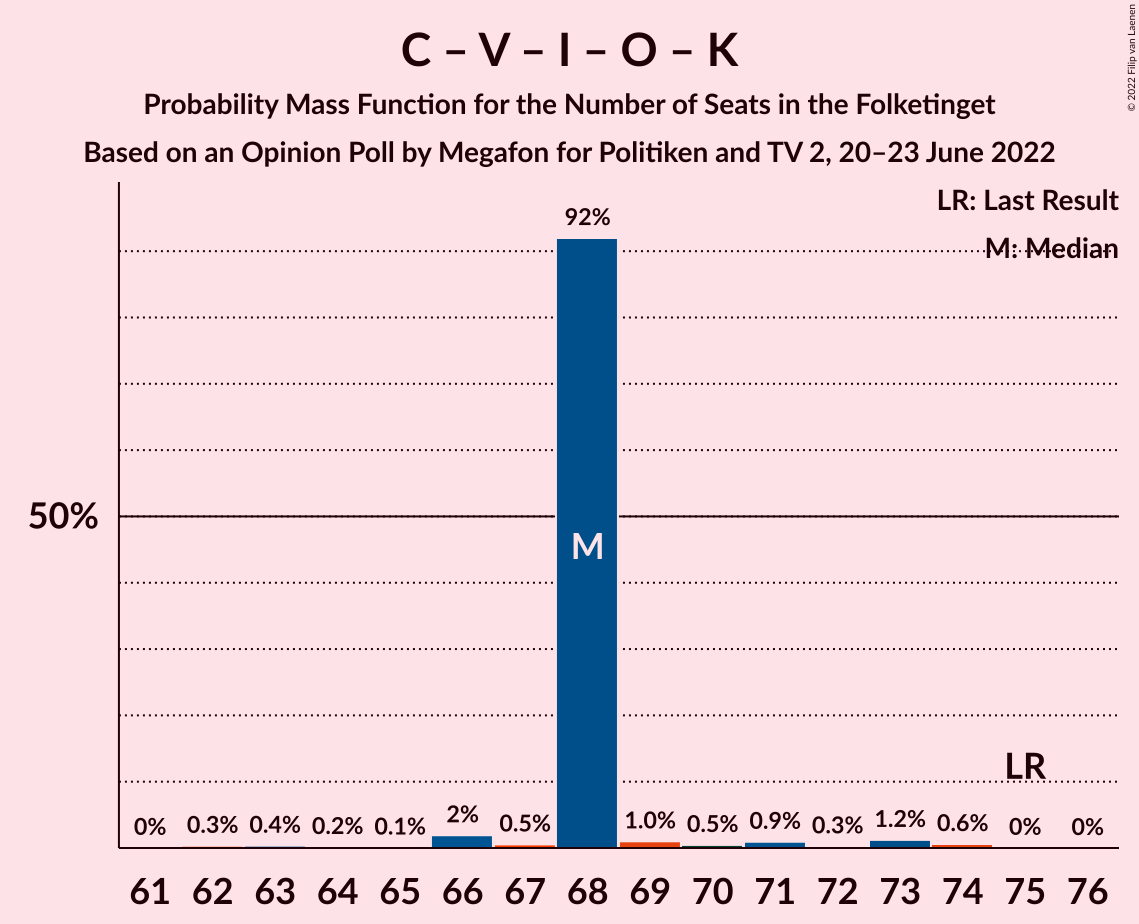 C – V – I – O – K
Probability Mass Function for the Number of Seats in the Folketinget
Based on an Opinion Poll by Megafon for Politiken and TV 2, 20–23 June 2022
© 2022 Filip van Laenen
LR: Last Result
M: Median
92%
50%
M
LR
0% 0.3% 0.4% 0.2% 0.1% 2% 0.5% 1.0% 0.5% 0.9% 0.3% 1.2% 0.6% 0% 0%
61 62 63 64 65 66 67 68 69 70 71 72 73 74 75 76